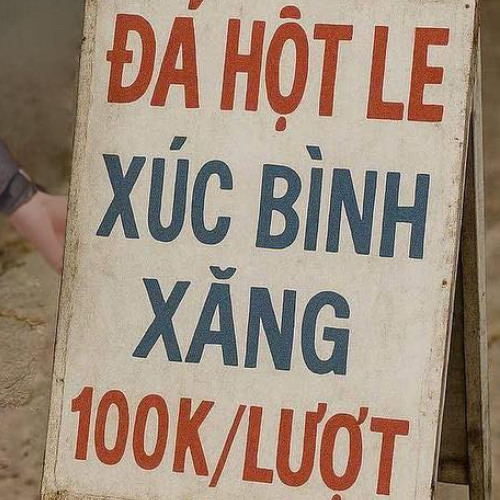 ĐÁ HỘT LE
XÚC BÌNH
XĂNG
100K/LƯỢT